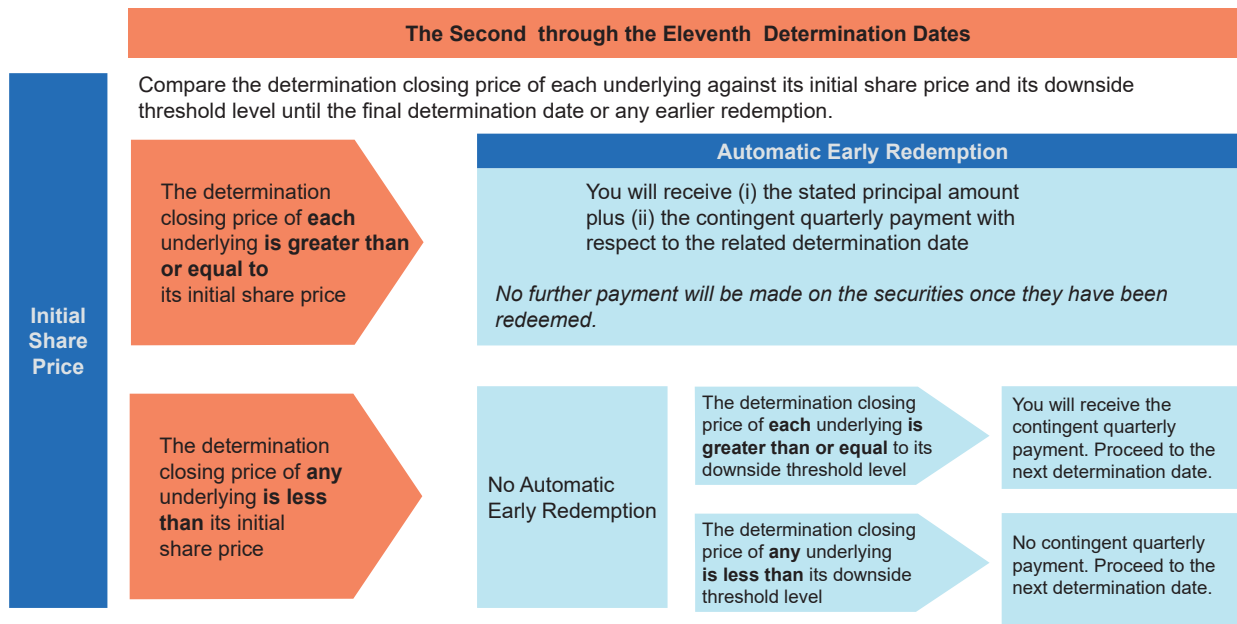 The Second through the Eleventh Determination Dates
Compare the determination closing price of each underlying against its initial share price and its downside
threshold level until the final determination date or any earlier redemption.
Initial
Share
Price
The determination
closing price of each
underlying is greater than
or equal to
its initial share price
Automatic Early Redemption
You will receive (i) the stated principal amount
plus (ii) the contingent quarterly payment with
respect to the related determination date
No further payment will be made on the securities once they have been
redeemed.
The determination
closing price of any
underlying is less
than its initial
share price
No Automatic
Early Redemption
The determination closing
price of each underlying is
greater than or equal to its
downside threshold level
You will receive the
contingent quarterly
payment. Proceed to the
next determination date.
The determination closing
price of any underlying
is less than its downside
threshold level
No contingent quarterly
payment. Proceed to the
next determination date.